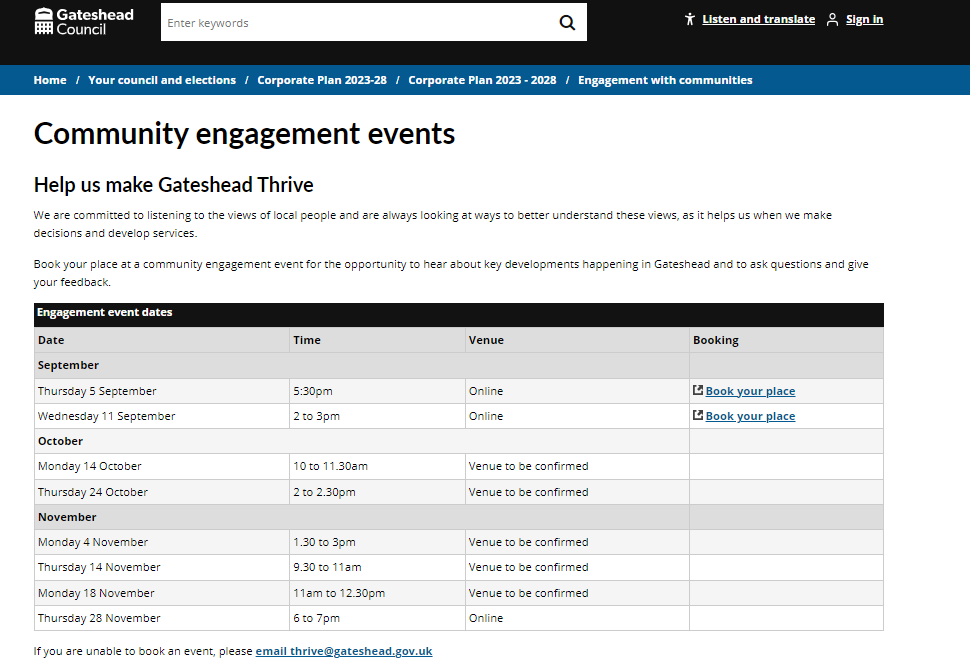 Gateshead
Council
Enter keywords
Listen and translate
Sign In
Home / Your council and elections / Corporate Plan 2023-28 / Corporate Plan 2023 - 2028 / Engagement with communities
Community engagement events
Help us make Gateshead Thrive
We are committed to listening to the views of local people and are always looking at ways to better understand these views, as it helps us when we make
decisions and develop services.
Book your place at a community engagement event for the opportunity to hear about key developments happening in Gateshead and to ask questions and give
your feedback.
Engagement event dates
Date Time Venue Booking
September
Thursday 5 September 5:30pm Online Book your place
Wednesday 11 September 2 to 3pm Online Book your place
October
Monday 14 October 10 to 11.30am Venue to be confirmed
Thursday 24 October 2 to 2.30pm Venue to be confirmed
November
Monday 4 November 1.30 to 3pm Venue to be confirmed
Thursday 14 November 9.30 to 11am Venue to be confirmed
Monday 18 November 11am to 12.30pm Venue to be confirmed
Thursday 28 November 6 to 7pm Online
If you are unable to book an event, please email thrive@gateshead.gov.uk